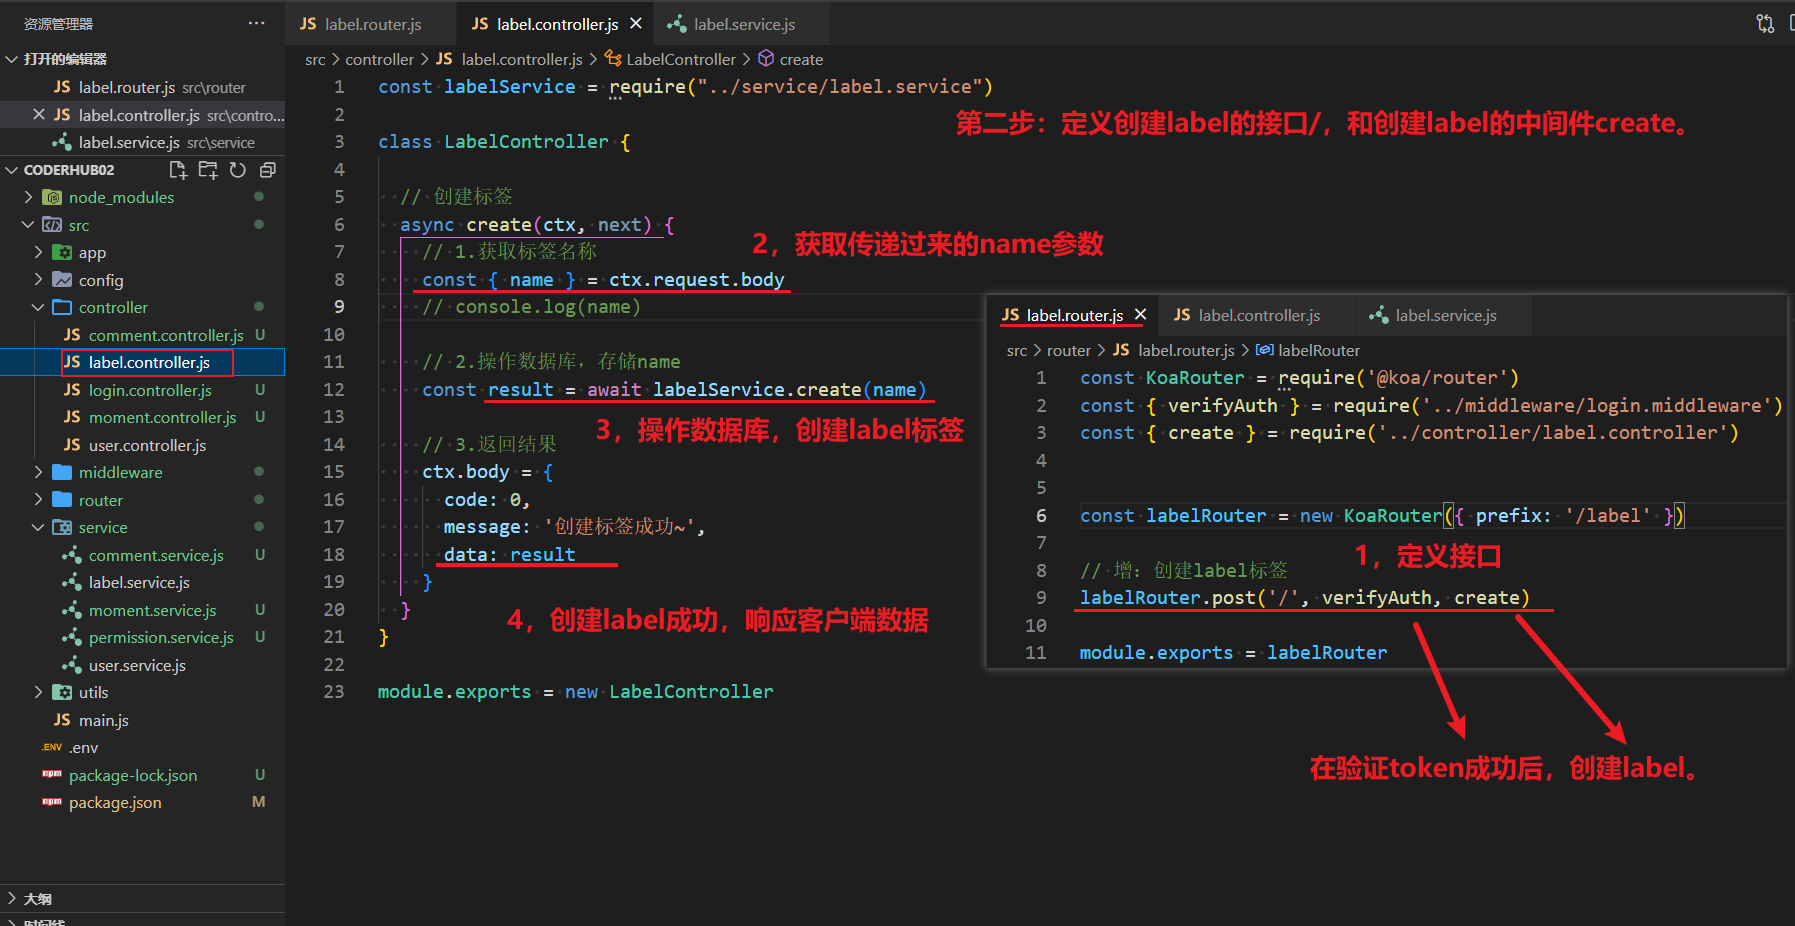 资源管理器
打开的编辑器
JS label.router.js src\router
JS label.controller.js src\contro...
label.service.js src\service
CODERHUB02
node_modules
src
app
config
controller
JS comment.controller.js U
JS label.controller.js
JS login.controller.js U
JS moment.controller.js U
JS user.controller.js
middleware
router
service
comment.service.js U
label.service.js
moment.service.js U
permission.service.js U
user.service.js
utils
JS main.js
.ENV .env
npm package-lock.json U
npm package.json M
大纲
时间线
JS label.router.js
JS label.controller.js
label.service.js
src > controller > JS label.controller.js > LabelController > create
1 const labelService = require("../service/label.service")
2
3 class LabelController {
4
5 // 创建标签
6 async create(ctx, next) {
7 // 1.获取标签名称
8 const { name } = ctx.request.body
9 // console.log(name)
10
11 // 2.操作数据库，存储name
12 const result = await labelService.create(name)
13
14 // 3.返回结果
15 ctx.body = {
16 code: 0,
17 message: '创建标签成功~',
18 data: result
19 }
20 }
21 }
22
23 module.exports = new LabelController
第二步：定义创建label的接口/，和创建label的中间件create。
2，获取传递过来的name参数
3，操作数据库，创建label标签
4，创建label成功，响应客户端数据
JS label.router.js
JS label.controller.js
label.service.js
src > router > JS label.router.js > labelRouter
1 const KoaRouter = require('@koa/router')
2 const { verifyAuth } = require('../middleware/login.middleware')
3 const { create } = require('../controller/label.controller')
4
5
6 const labelRouter = new KoaRouter({ prefix: '/label' })
7
8 // 增：创建label标签
9 labelRouter.post('/', verifyAuth, create)
10
11 module.exports = labelRouter
1，定义接口
在验证token成功后，创建label。